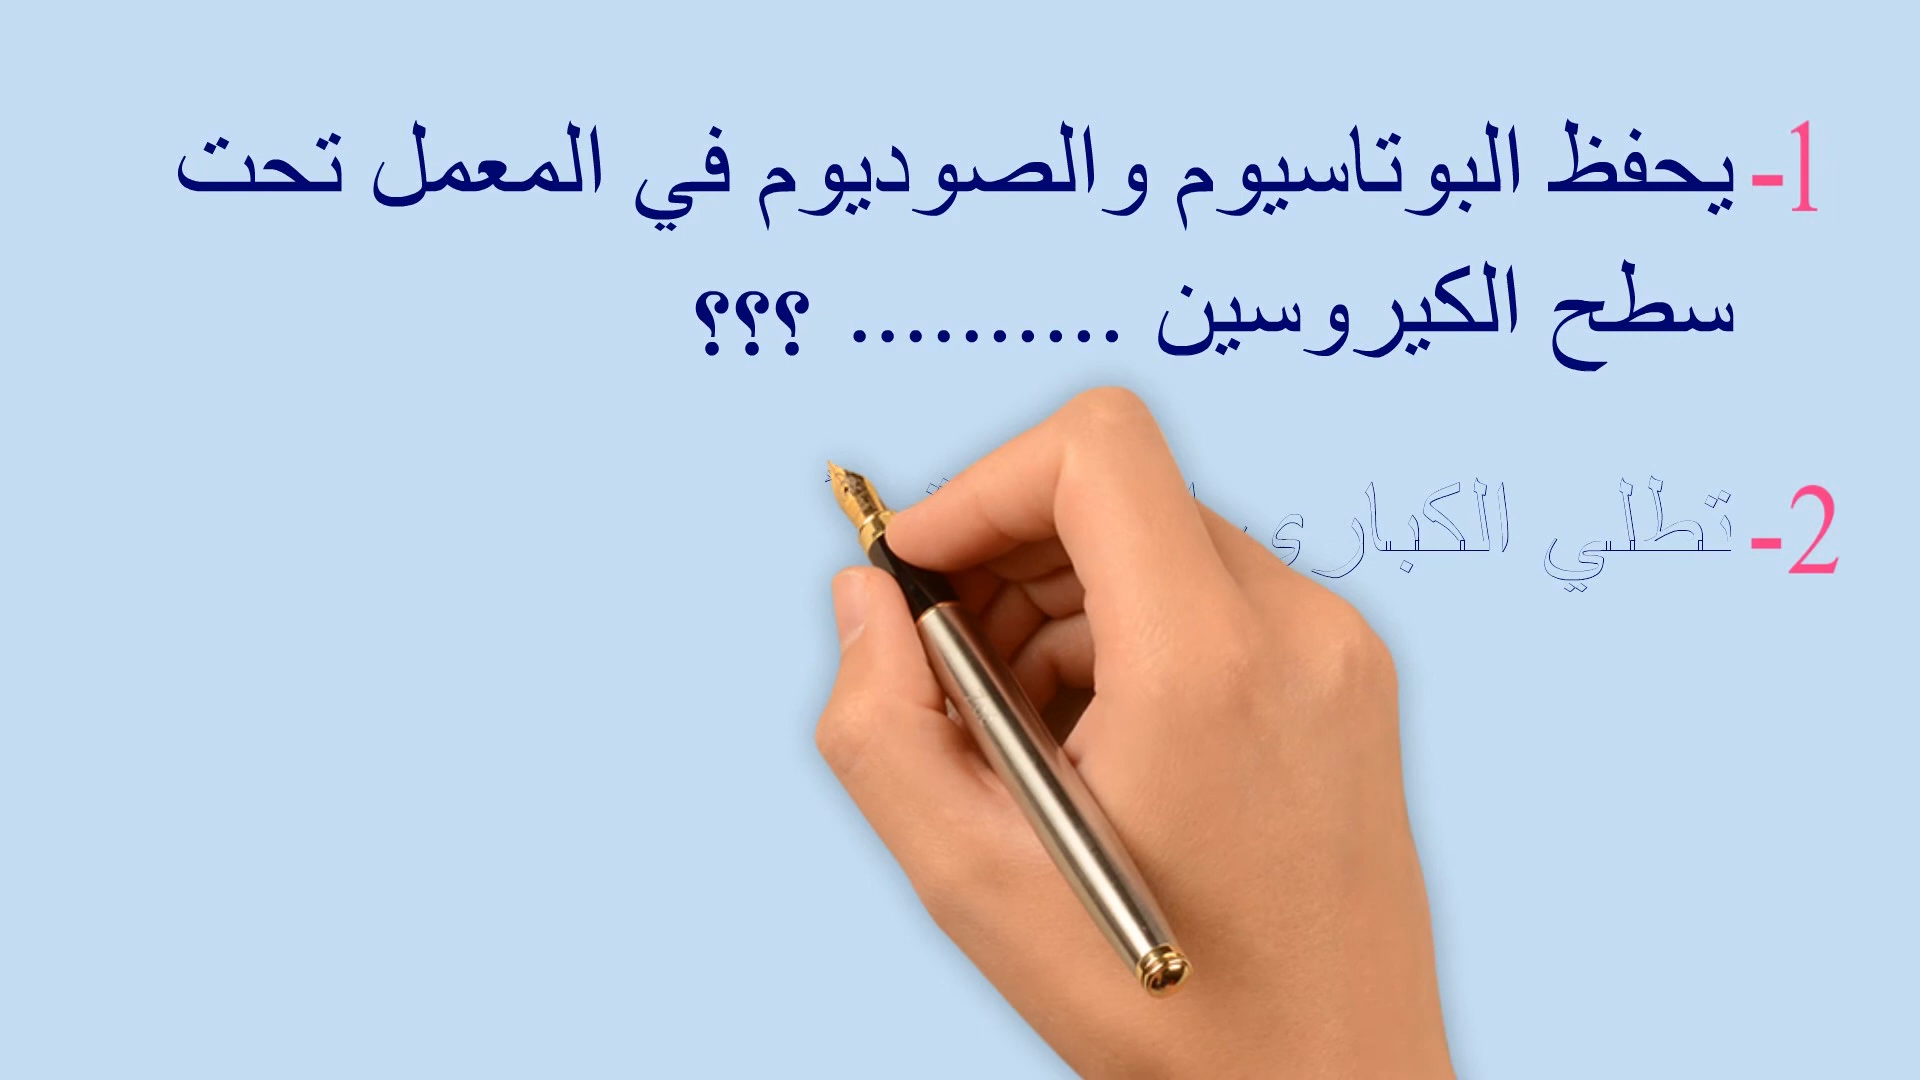 1- يحفظ البوتاسيوم والصوديوم في المعمل تحت
سطح الكيروسين .......... ؟؟؟
2- تطلي الكباري